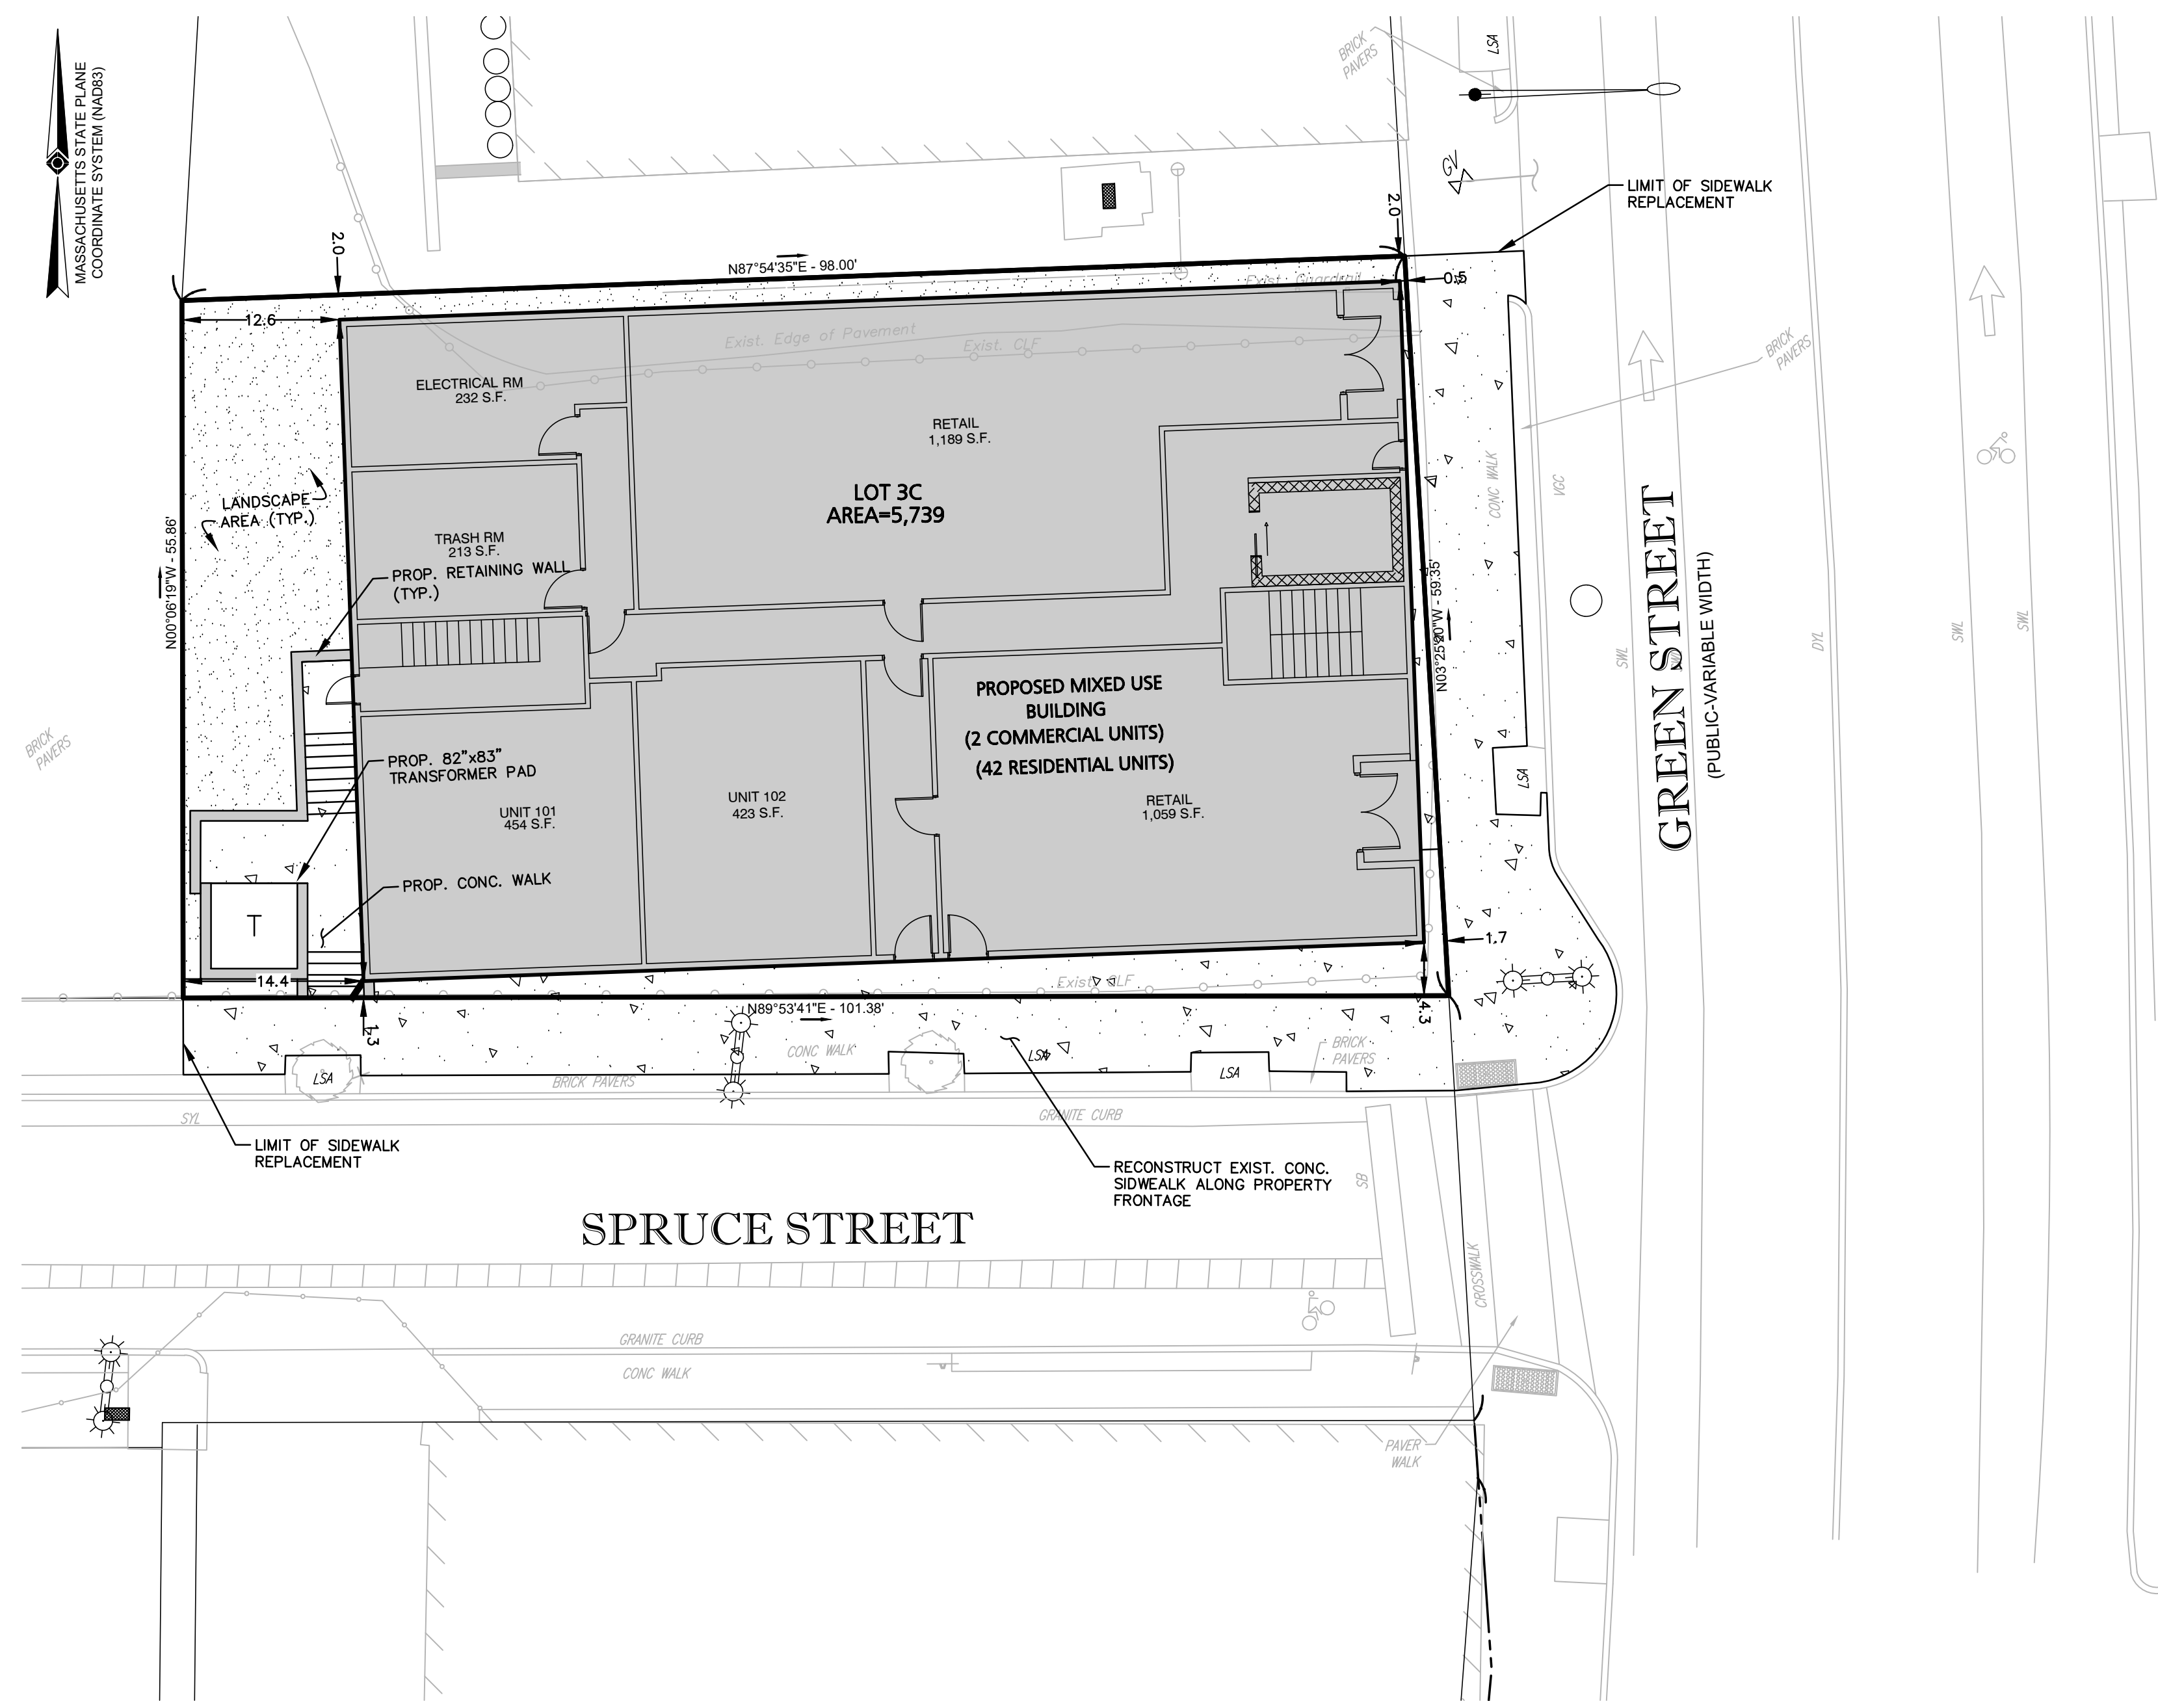 MASSACHUSETTS STATE PLANE
COORDINATE SYSTEM (NAD83)
BRICK
PAVERS
LSA
GV
LIMIT OF SIDEWALK
REPLACEMENT
2.0
2.0
N87°54'35"E - 98.00'
Exist. Guardrail
0.5
12.6
Exist. Edge of Pavement
Exist. CLF
BRICK
PAVERS
ELECTRICAL RM
232 S.F.
RETAIL
1,189 S.F.
LOT 3C
AREA=5,739
CONC WALK
VGC
LANDSCAPE
AREA (TYP.)
TRASH RM
213 S.F.
PROP. RETAINING WALL
(TYP.)
N00°06'19"W - 55.86'
N03°25'20"W - 59.35'
GREEN STREET
(PUBLIC-VARIABLE WIDTH)
SWL
DYL
SWL
SWL
BRICK
PAVERS
PROPOSED MIXED USE
BUILDING
(2 COMMERCIAL UNITS)
(42 RESIDENTIAL UNITS)
PROP. 82"x83"
TRANSFORMER PAD
UNIT 101
454 S.F.
UNIT 102
423 S.F.
RETAIL
1,059 S.F.
LSA
PROP. CONC. WALK
T
1.7
14.4
Exist. CLF
N89°53'41"E - 101.38'
4.3
1.3
CONC WALK
LSA
BRICK
PAVERS
LSA
BRICK PAVERS
LSA
SYL
GRANITE CURB
LIMIT OF SIDEWALK
REPLACEMENT
RECONSTRUCT EXIST. CONC.
SIDWEALK ALONG PROPERTY
FRONTAGE
SB
SPRUCE STREET
CROSSWALK
GRANITE CURB
CONC WALK
PAVER
WALK